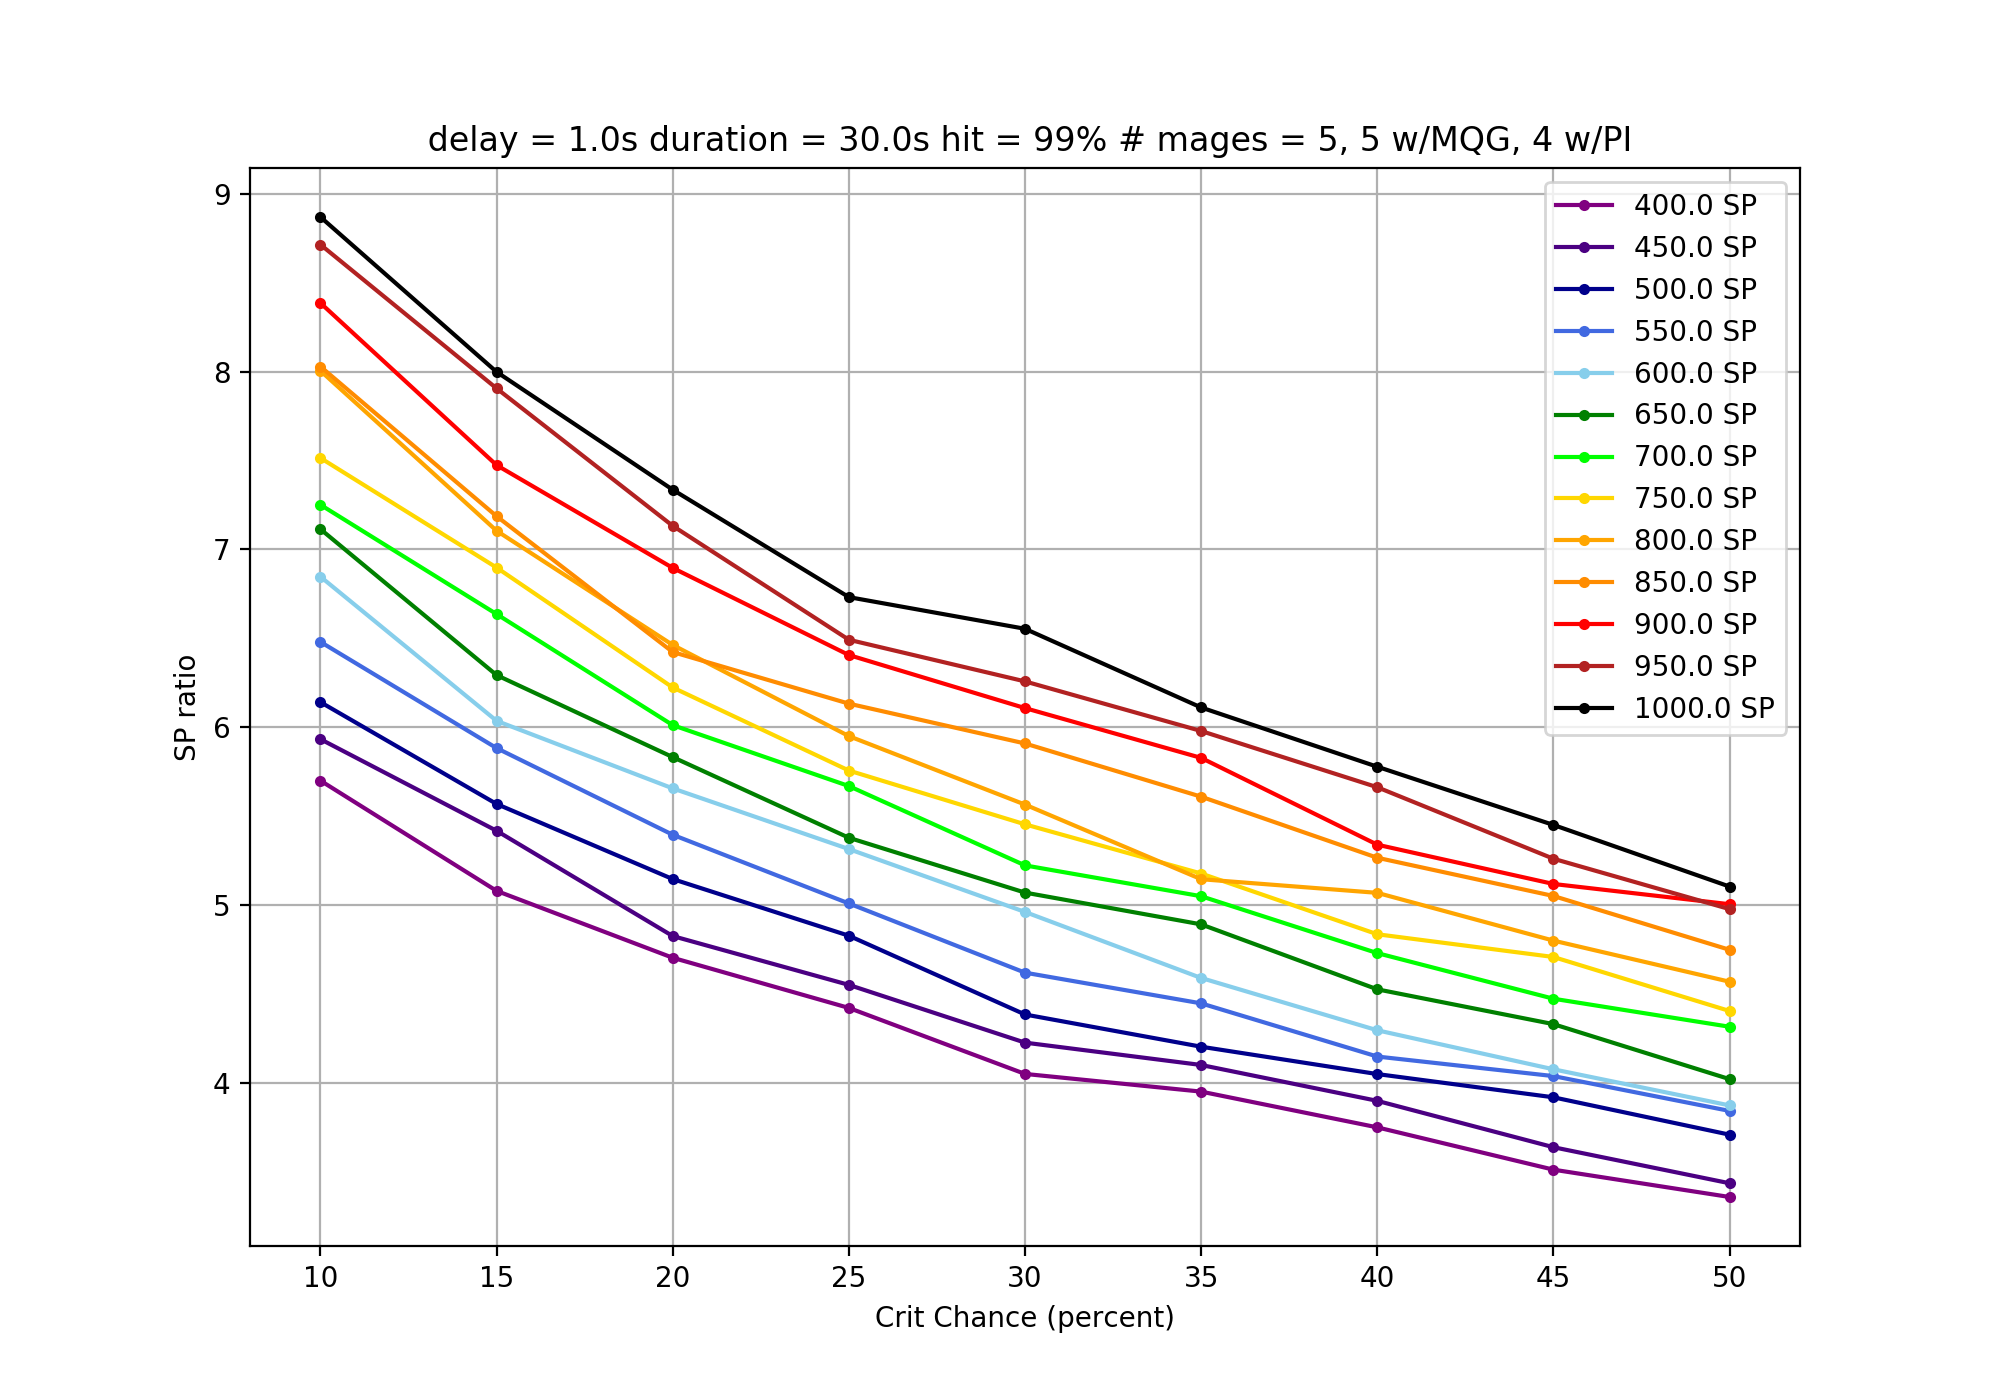 delay = 1.0s duration = 30.0s hit = 99% # mages = 5, 5 w/MQG, 4 w/PI
9
8
7
6
5
4
SP ratio
400.0 SP
450.0 SP
500.0 SP
550.0 SP
600.0 SP
650.0 SP
700.0 SP
750.0 SP
800.0 SP
850.0 SP
900.0 SP
950.0 SP
1000.0 SP
10 15 20 25 30 35 40 45 50
Crit Chance (percent)